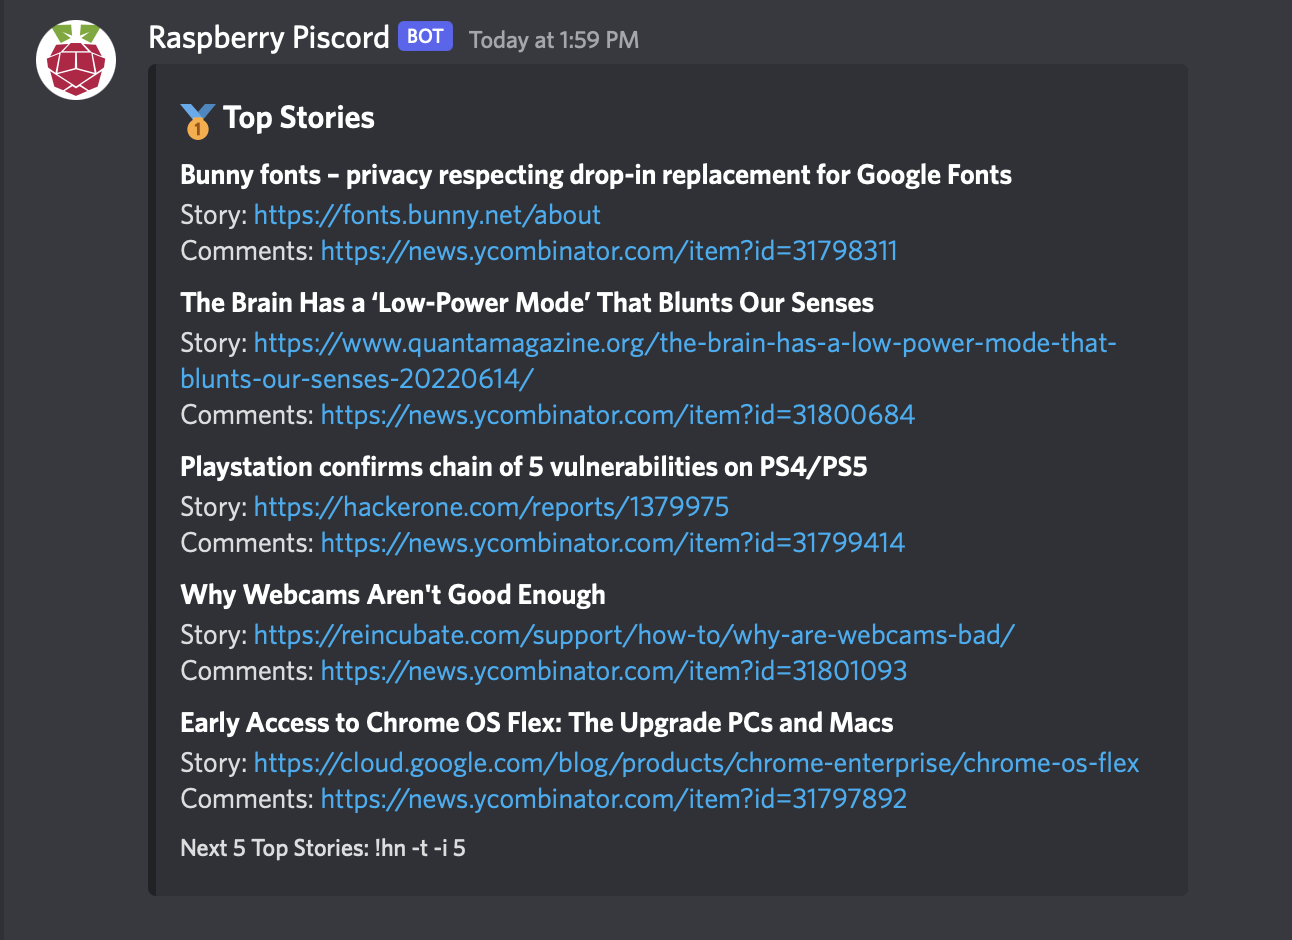 Raspberry Piscord BOT Today at 1:59 PM
1 Top Stories
Bunny fonts – privacy respecting drop-in replacement for Google Fonts
Story: https://fonts.bunny.net/about
Comments: https://news.ycombinator.com/item?id=31798311
The Brain Has a ‘Low-Power Mode’ That Blunts Our Senses
Story: https://www.quantamagazine.org/the-brain-has-a-low-power-mode-that-
blunts-our-senses-20220614/
Comments: https://news.ycombinator.com/item?id=31800684
Playstation confirms chain of 5 vulnerabilities on PS4/PS5
Story: https://hackerone.com/reports/1379975
Comments: https://news.ycombinator.com/item?id=31799414
Why Webcams Aren't Good Enough
Story: https://reincubate.com/support/how-to/why-are-webcams-bad/
Comments: https://news.ycombinator.com/item?id=31801093
Early Access to Chrome OS Flex: The Upgrade PCs and Macs
Story: https://cloud.google.com/blog/products/chrome-enterprise/chrome-os-flex
Comments: https://news.ycombinator.com/item?id=31797892
Next 5 Top Stories: !hn -t -i 5